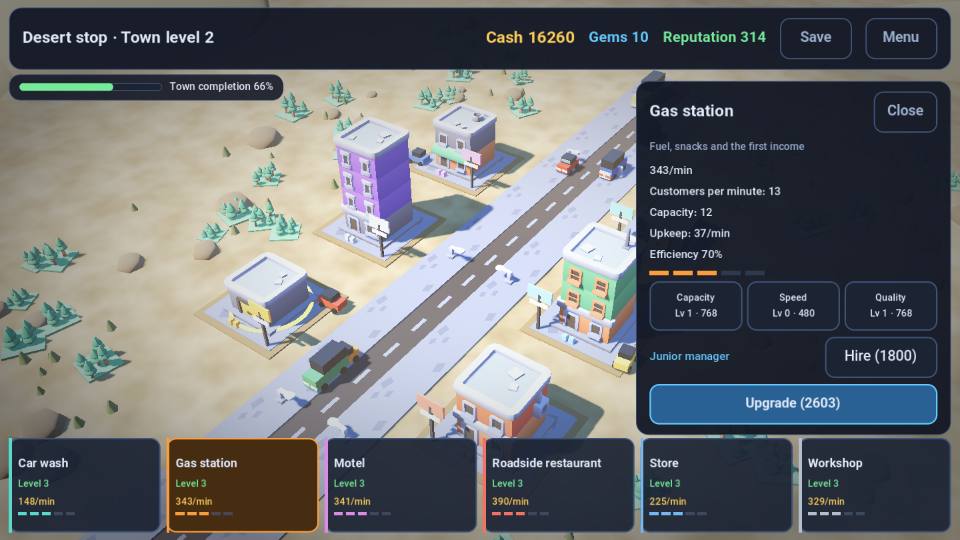 Desert stop · Town level 2
Cash 16260 Gems 10 Reputation 314 Save Menu
Town completion 66%
Gas station Close
Fuel, snacks and the first income
343/min
Customers per minute: 13
Capacity: 12
Upkeep: 37/min
Efficiency 70%
Capacity Speed Quality
Lv 1 · 768 Lv 0 · 480 Lv 1 · 768
Junior manager Hire (1800)
Upgrade (2603)
Car wash Gas station Motel Roadside restaurant Store Workshop
Level 3 Level 3 Level 3 Level 3 Level 3 Level 3
148/min 343/min 341/min 390/min 225/min 329/min